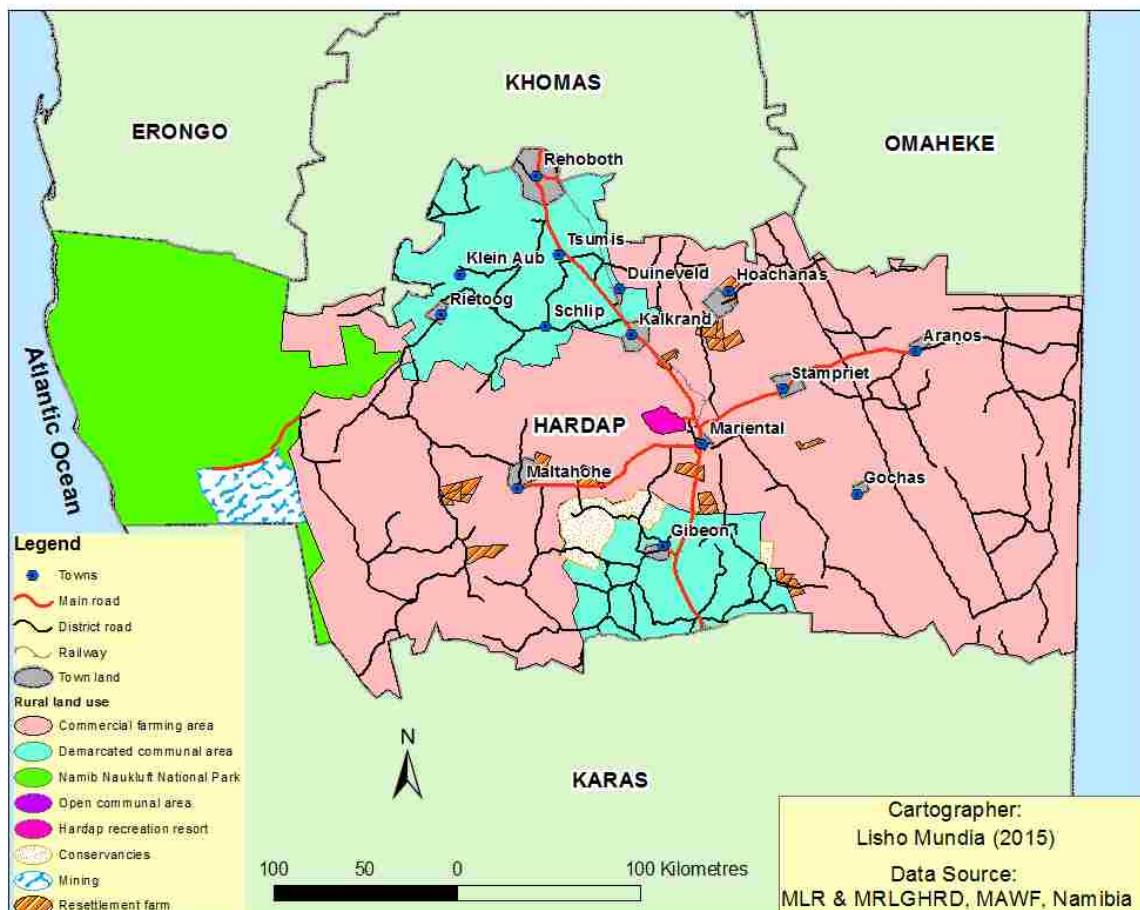 KHOMAS
ERONGO
OMAHEKE
Rehoboth
Tsumis
Klein Aub
Duineveld
Hoachanas
Rietoog
Schlip
Kalkrand
Aranos
Stampriet
Atlantic Ocean
HARDAP
Mariental
Maltahohe
Gochas
Gibeon
Legend
Towns
Main road
District road
Railway
Town land
Rural land use
Commercial farming area
Demarcated communal area
Namib Naukluft National Park
Open communal area
Hardap recreation resort
Conservancies
Mining
Resettlement farm
N
KARAS
100 50 0 100 Kilometres
Cartographer:
Lisho Mundia (2015)
Data Source:
MLR & MRLGHRD, MAWF, Namibia